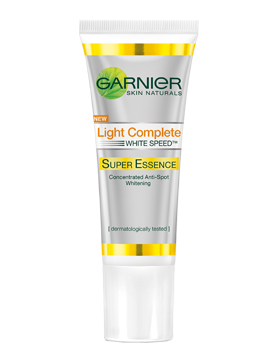 GARNIER
SKIN NATURALS
NEW
Light Complete
WHITE SPEED™
SUPER ESSENCE
Concentrated Anti-Spot
Whitening
[ dermatologically tested ]